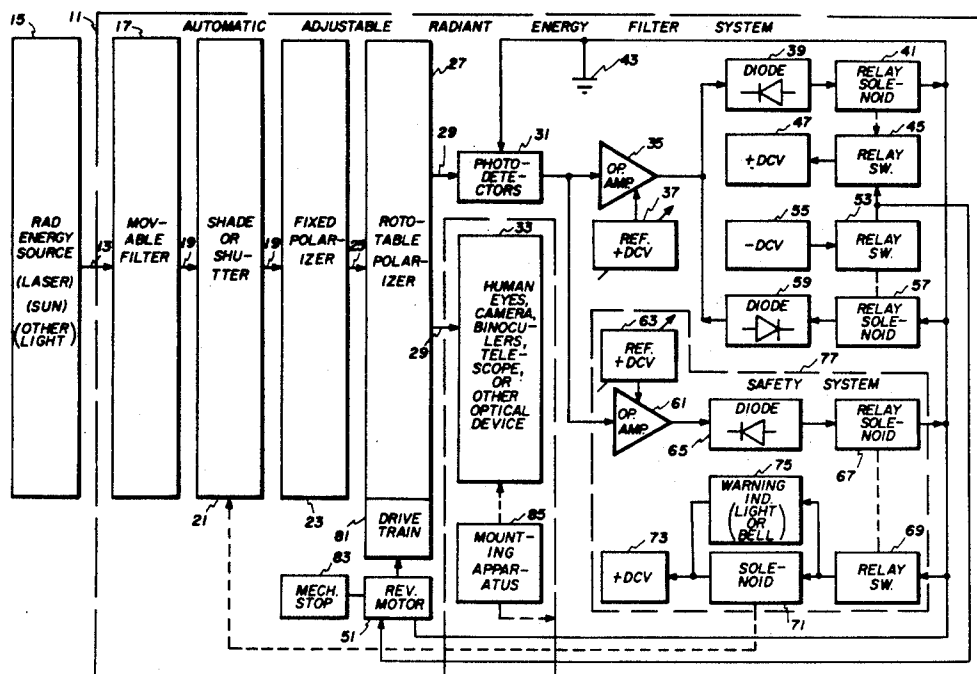 15
11
17
AUTOMATIC ADJUSTABLE RADIANT ENERGY FILTER SYSTEM
27
43
39
41
DIODE
RELAY
SOLE-
NOID
47
45
+DCV
RELAY
SW.
29
31
PHOTO-
DETECTORS
35
OP.
AMP.
37
REF.
+DCV
55
53
-DCV
RELAY
SW.
59
57
DIODE
RELAY
SOLE-
NOID
RAD
ENERGY
SOURCE
(LASER)
(SUN)
(OTHER
LIGHT)
13
MOV-
ABLE
FILTER
19
SHADE
OR
SHUTTER
19
FIXED
POLAR-
IZER
25
ROTO-
TABLE
POLAR-
IZER
29
33
HUMAN
EYES,
CAMERA,
BINOCU-
LERS,
TELE-
SCOPE,
OR
OTHER
OPTICAL
DEVICE
63
REF.
+DCV
77
SAFETY SYSTEM
61
OP.
AMP.
DIODE
65
RELAY
SOLE-
NOID
67
75
WARNING
IND.
(LIGHT
OR
BELL)
69
73
+DCV
SOLE-
NOID
71
RELAY
SW.
21
23
81
DRIVE
TRAIN
83
MECH.
STOP
REV.
MOTOR
51
85
MOUNT-
ING
APPAR-
ATUS